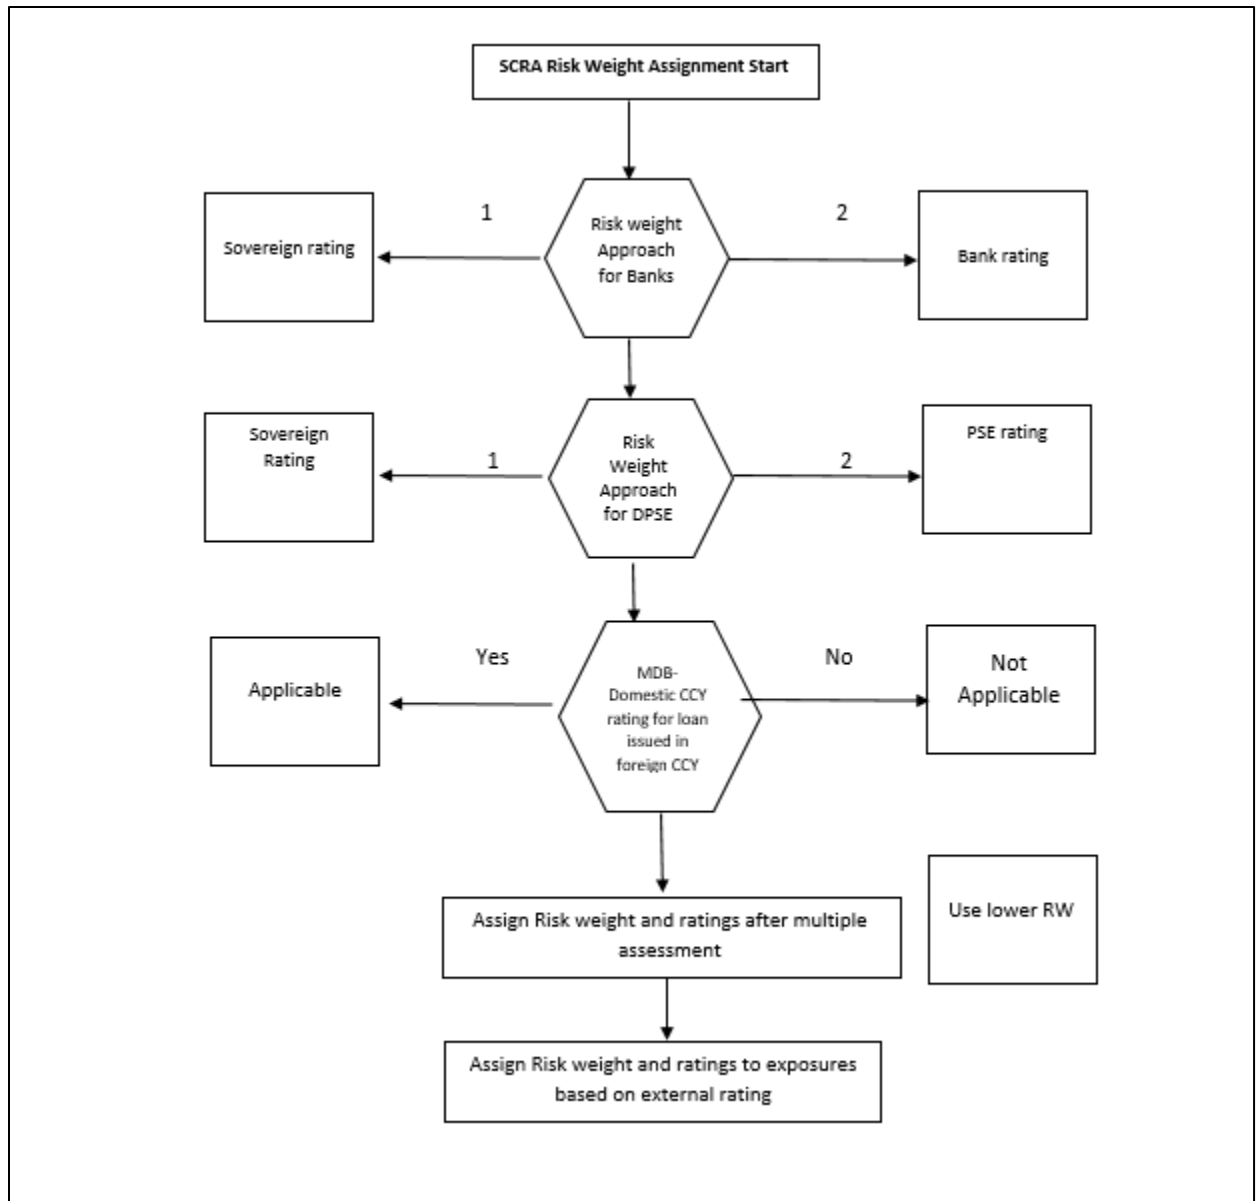 SCRA Risk Weight Assignment Start
1
2
Risk weight
Approach
for Banks
Sovereign rating
Bank rating
Sovereign
Rating
1
Risk
Weight
Approach
for DPSE
2
PSE rating
Yes
No
Applicable
MDB-
Domestic CCY
rating for loan
issued in
foreign CCY
Not
Applicable
Assign Risk weight and ratings after multiple
assessment
Use lower RW
Assign Risk weight and ratings to exposures
based on external rating